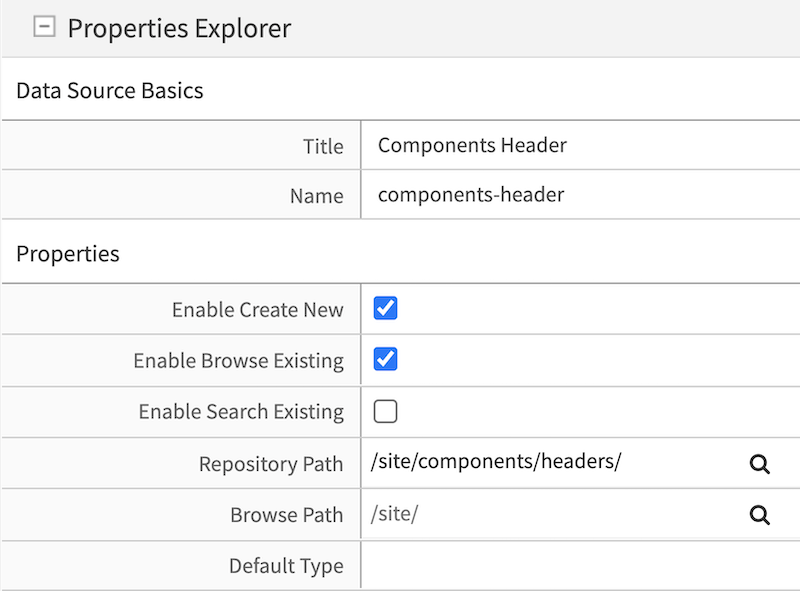 Properties Explorer
Data Source Basics
Title Components Header
Name components-header
Properties
Enable Create New
Enable Browse Existing
Enable Search Existing
Repository Path /site/components/headers/
Browse Path /site/
Default Type